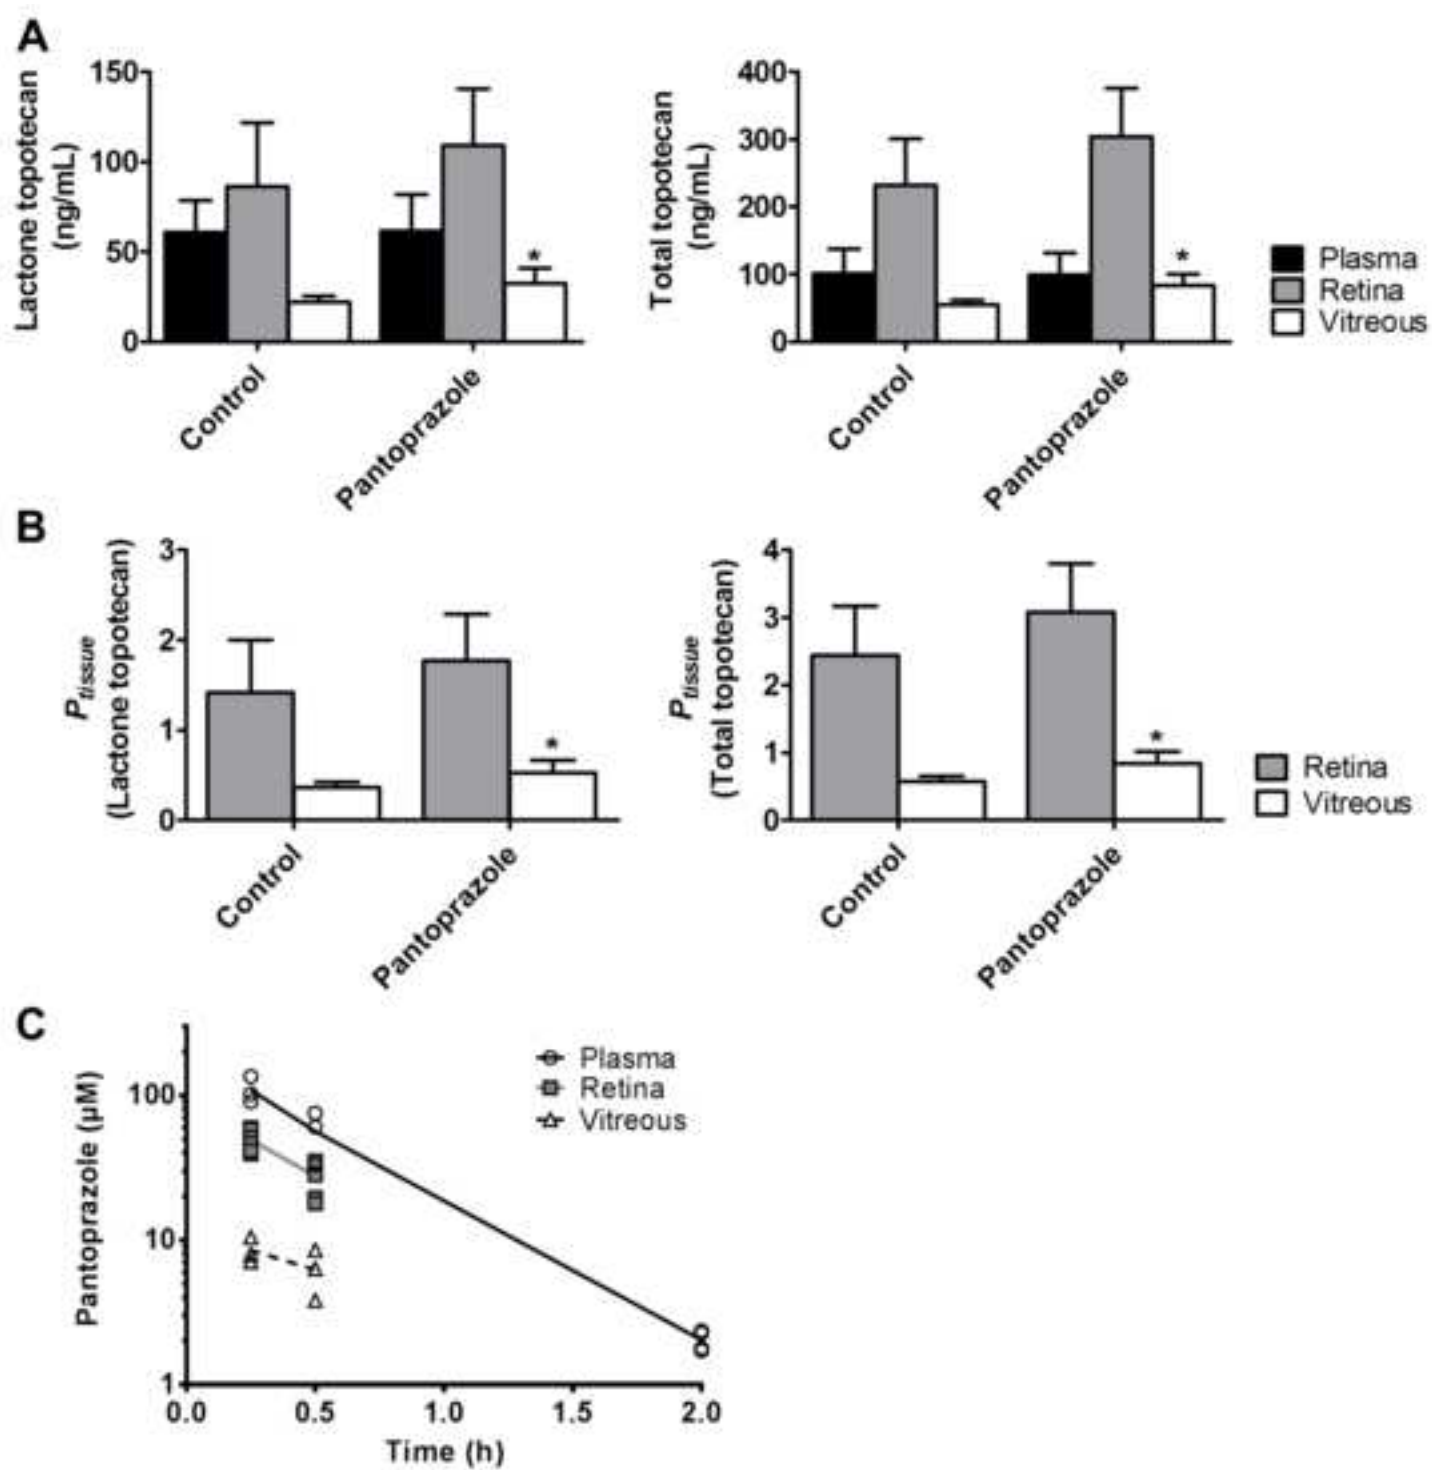 A
Lactone topotecan
(ng/mL)
150
100
50
0
*
Control
Pantoprazole
Total topotecan
(ng/mL)
400
300
200
100
0
*
Control
Pantoprazole
Plasma
Retina
Vitreous
B
Ptissue
(Lactone topotecan)
3
2
1
0
*
Control
Pantoprazole
Ptissue
(Total topotecan)
4
3
2
1
0
*
Control
Pantoprazole
Retina
Vitreous
C
Pantoprazole (µM)
100
10
1
Plasma
Retina
Vitreous
0.0 0.5 1.0 1.5 2.0
Time (h)